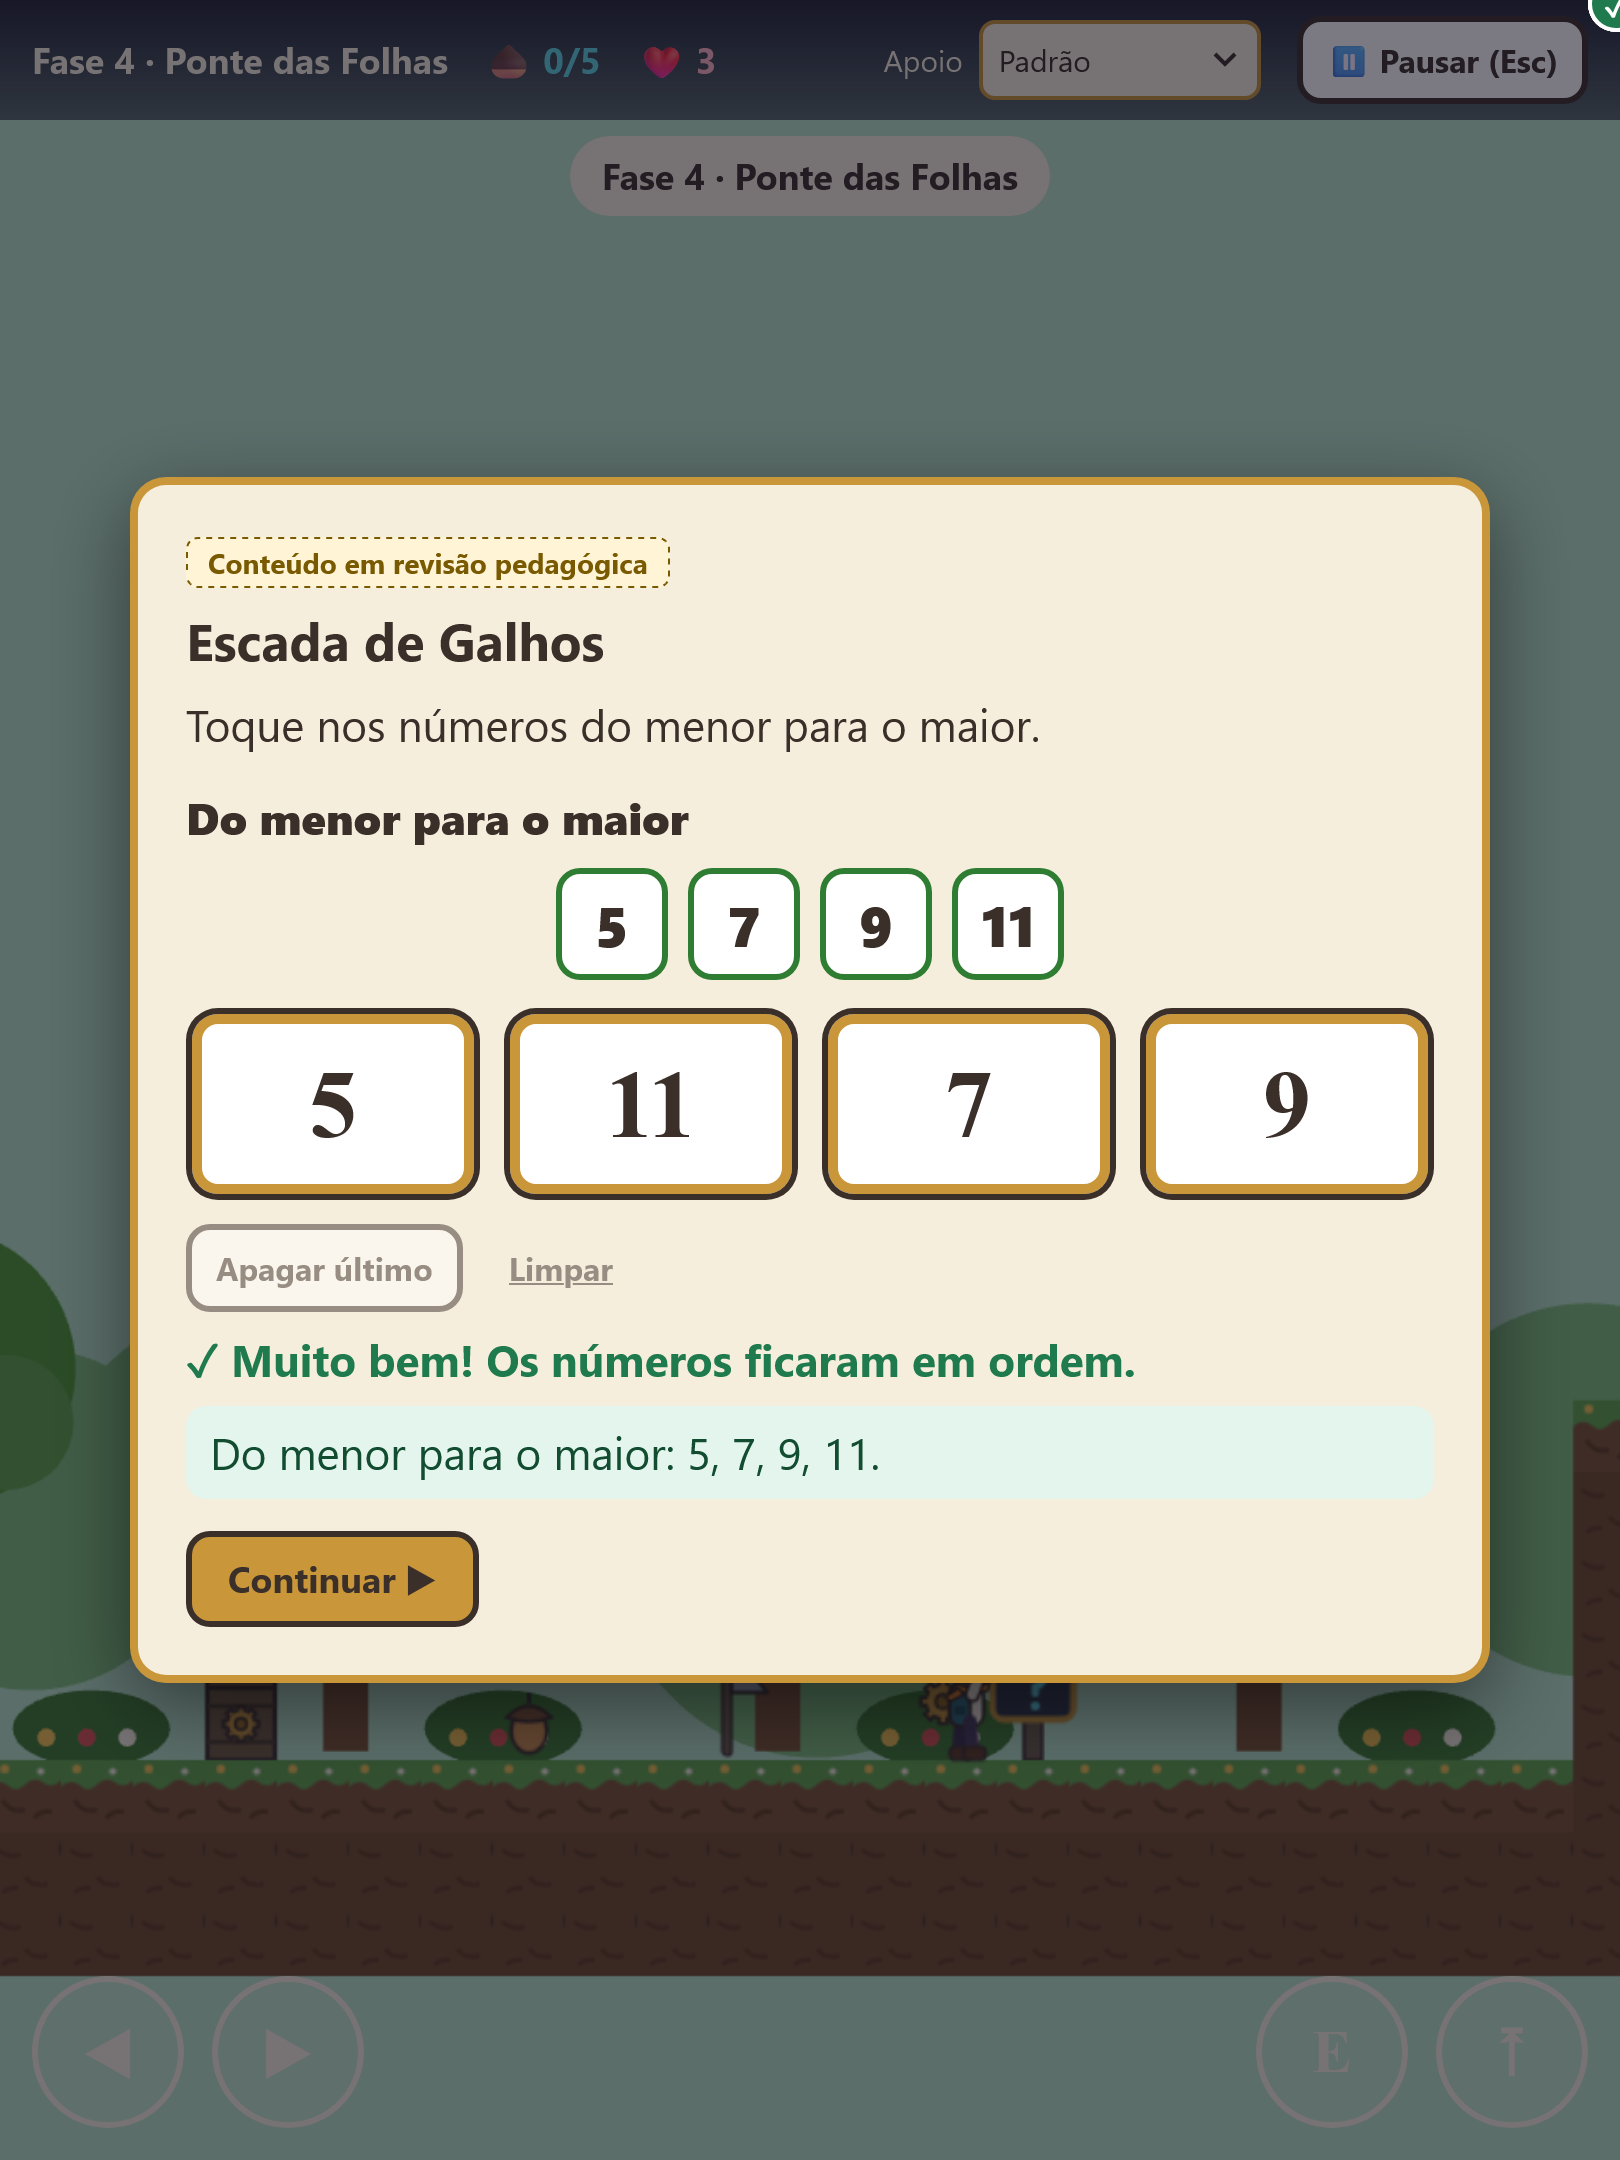 Fase 4 · Ponte das Folhas
0/5
3
Apoio
Padrão
Pausar (Esc)
Fase 4 · Ponte das Folhas
Conteúdo em revisão pedagógica
Escada de Galhos
Toque nos números do menor para o maior.
Do menor para o maior
5 7 9 11
5 11 7 9
Apagar último Limpar
✓ Muito bem! Os números ficaram em ordem.
Do menor para o maior: 5, 7, 9, 11.
Continuar ▶
?
E